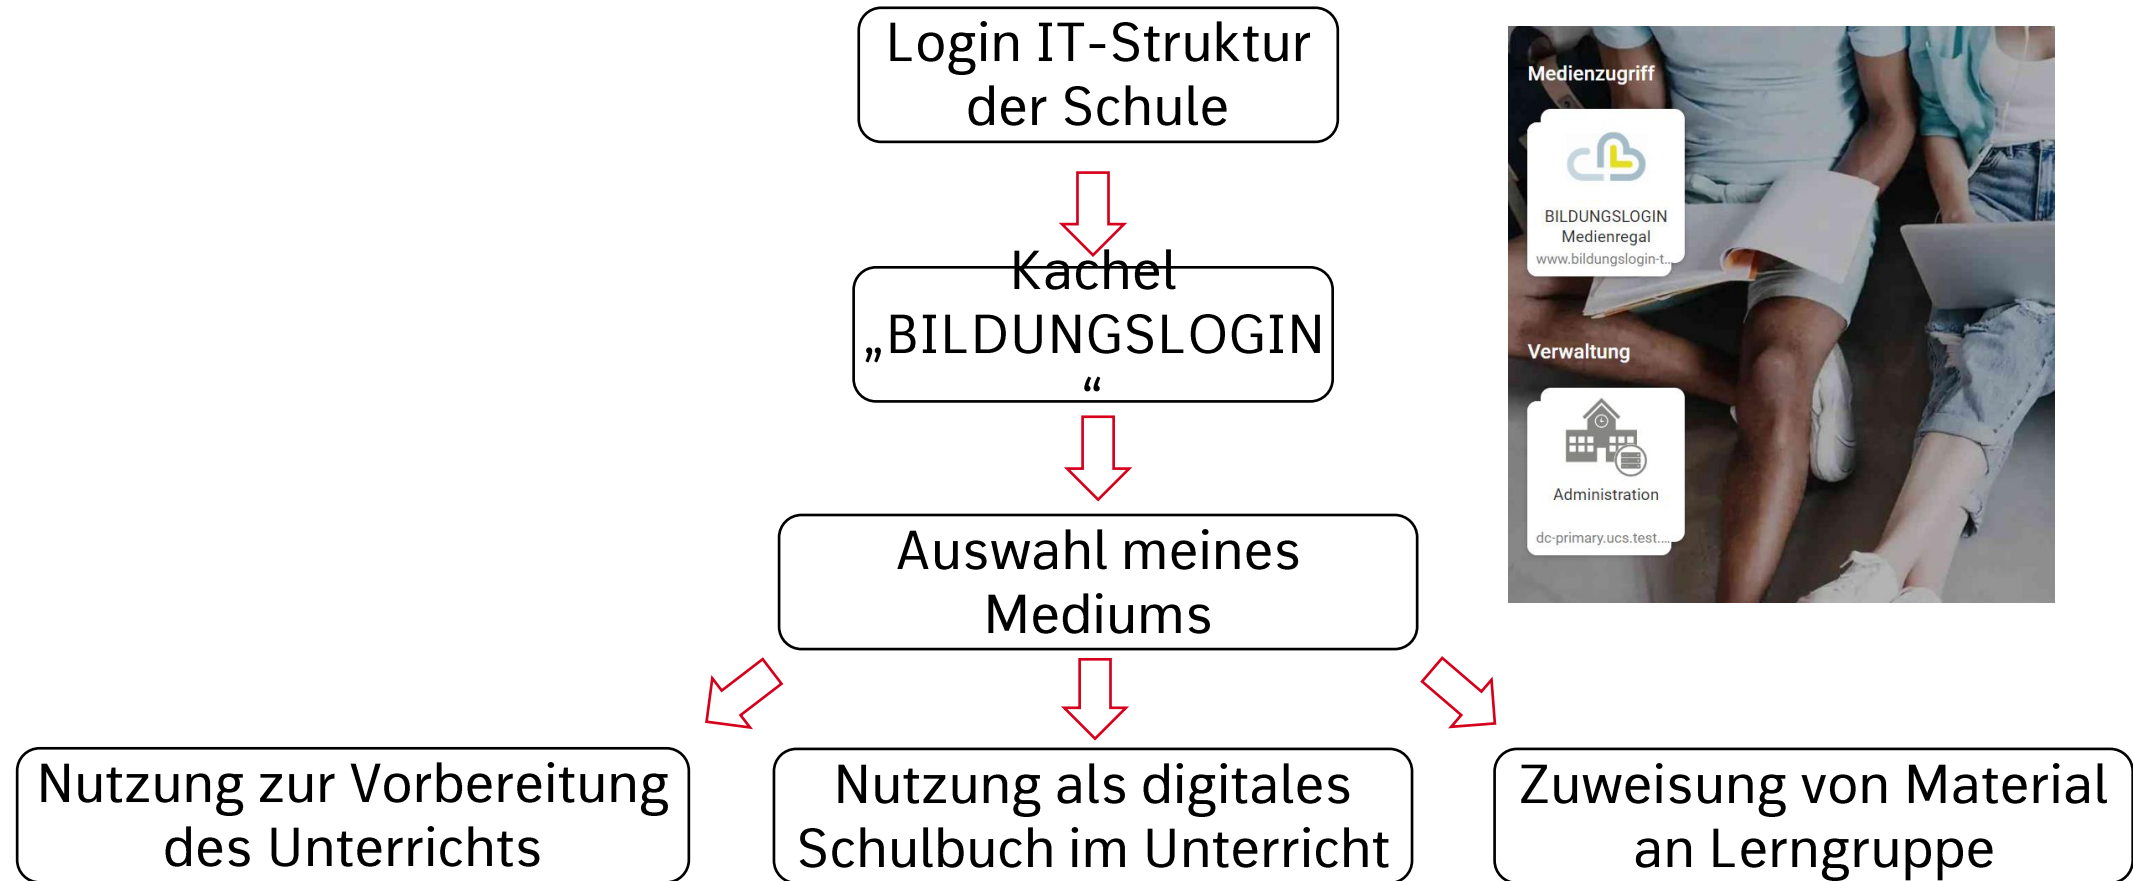 Login IT-Struktur
der Schule
Kachel
„BILDUNGSLOGIN
“
Auswahl meines
Mediums
Nutzung zur Vorbereitung
des Unterrichts
Nutzung als digitales
Schulbuch im Unterricht
Zuweisung von Material
an Lerngruppe
Medienzugriff
BILDUNGSLOGIN
Medienregal
www.bildungslogin-t...
Verwaltung
Administration
dc-primary.ucs.test....